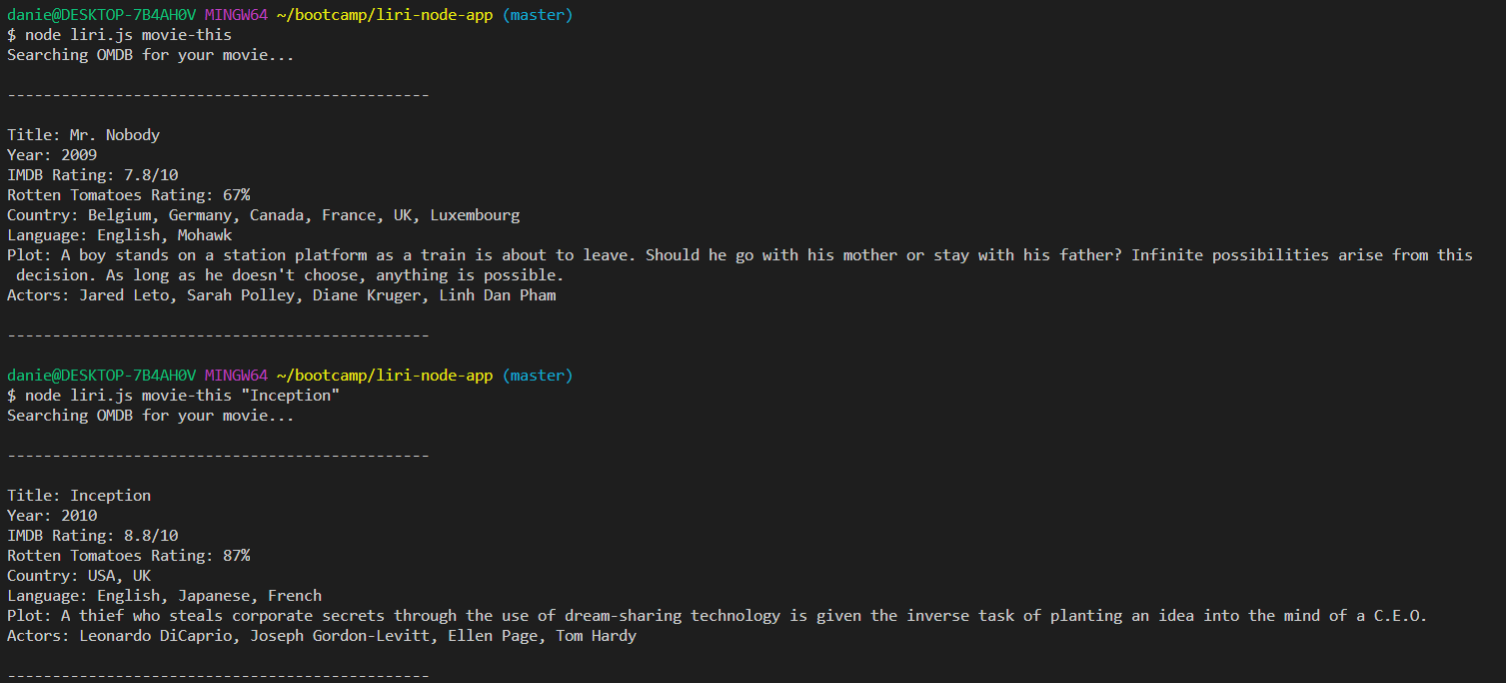 danie@DESKTOP-7B4AH0V MINGW64 ~/bootcamp/liri-node-app (master)
$ node liri.js movie-this
Searching OMDB for your movie...
-----------------------------------------------
Title: Mr. Nobody
Year: 2009
IMDB Rating: 7.8/10
Rotten Tomatoes Rating: 67%
Country: Belgium, Germany, Canada, France, UK, Luxembourg
Language: English, Mohawk
Plot: A boy stands on a station platform as a train is about to leave. Should he go with his mother or stay with his father? Infinite possibilities arise from this
decision. As long as he doesn't choose, anything is possible.
Actors: Jared Leto, Sarah Polley, Diane Kruger, Linh Dan Pham
-----------------------------------------------
danie@DESKTOP-7B4AH0V MINGW64 ~/bootcamp/liri-node-app (master)
$ node liri.js movie-this "Inception"
Searching OMDB for your movie...
-----------------------------------------------
Title: Inception
Year: 2010
IMDB Rating: 8.8/10
Rotten Tomatoes Rating: 87%
Country: USA, UK
Language: English, Japanese, French
Plot: A thief who steals corporate secrets through the use of dream-sharing technology is given the inverse task of planting an idea into the mind of a C.E.O.
Actors: Leonardo DiCaprio, Joseph Gordon-Levitt, Ellen Page, Tom Hardy
-----------------------------------------------